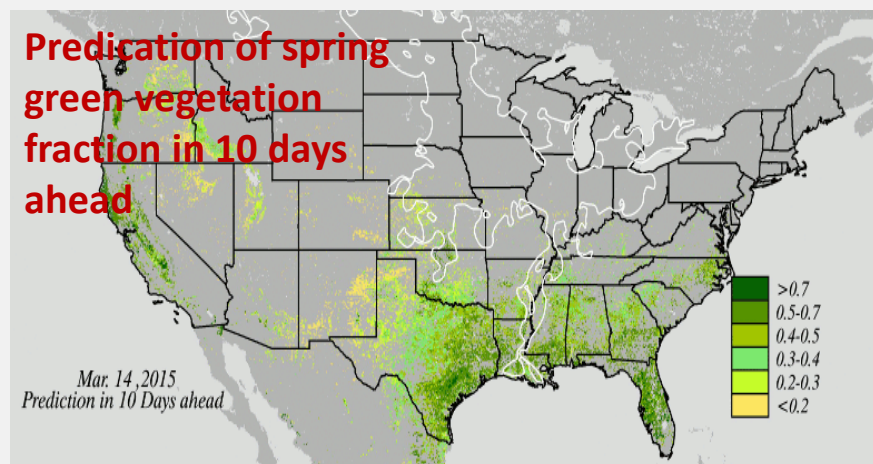 Predication of spring
green vegetation
fraction in 10 days
ahead
>0.7
0.5-0.7
0.4-0.5
0.3-0.4
0.2-0.3
<0.2
Mar. 14 ,2015
Prediction in 10 Days ahead